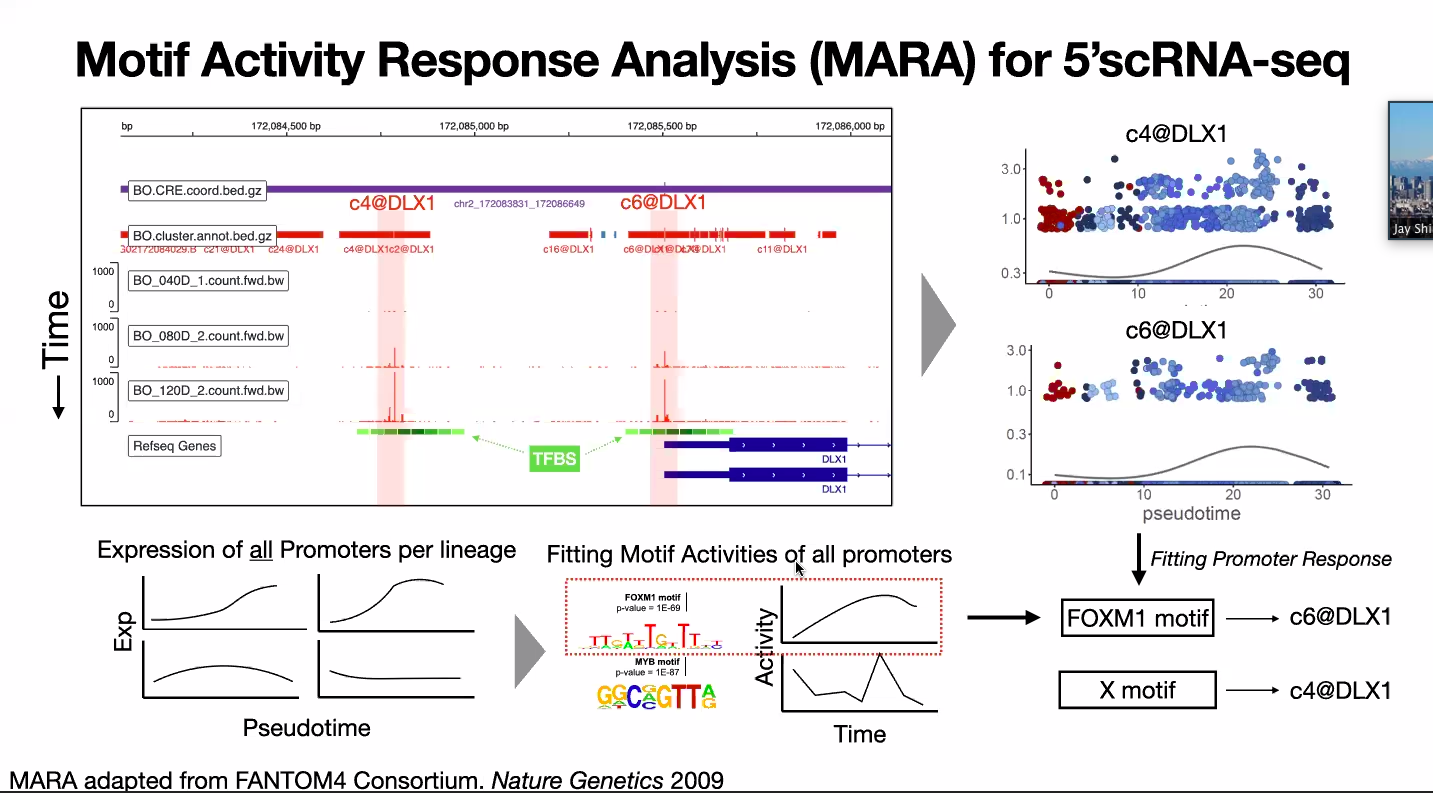 Motif Activity Response Analysis (MARA) for 5'scRNA-seq
bp
172,084,500 bp
172,085,000 bp
172,085,500 bp
172,086,000 bp
BO.CRE.coord.bed.gz
c4@DLX1
chr2_172083831_172086649
c6@DLX1
BO.cluster.annot.bed.gz
c21@DLX1
c24@DLX1
c4@DLX1c2@DLX1
c16@DLX1
c6@DLX1
c11@DLX1
1000
0
BO_040D_1.count.fwd.bw
1000
0
BO_080D_2.count.fwd.bw
1000
0
BO_120D_2.count.fwd.bw
Refseq Genes
TFBS
DLX1
DLX1
Time
c4@DLX1
3.0
1.0
0.3
0
10
20
30
c6@DLX1
3.0
1.0
0.3
0.1
0
10
20
30
pseudotime
Jay Shi
Expression of all Promoters per lineage
Exp
Pseudotime
Fitting Motif Activities of all promoters
FOXM1 motif
p-value = 1E-69
MYB motif
p-value = 1E-87
Activity
Time
Fitting Promoter Response
FOXM1 motif
c6@DLX1
X motif
c4@DLX1
MARA adapted from FANTOM4 Consortium. Nature Genetics 2009